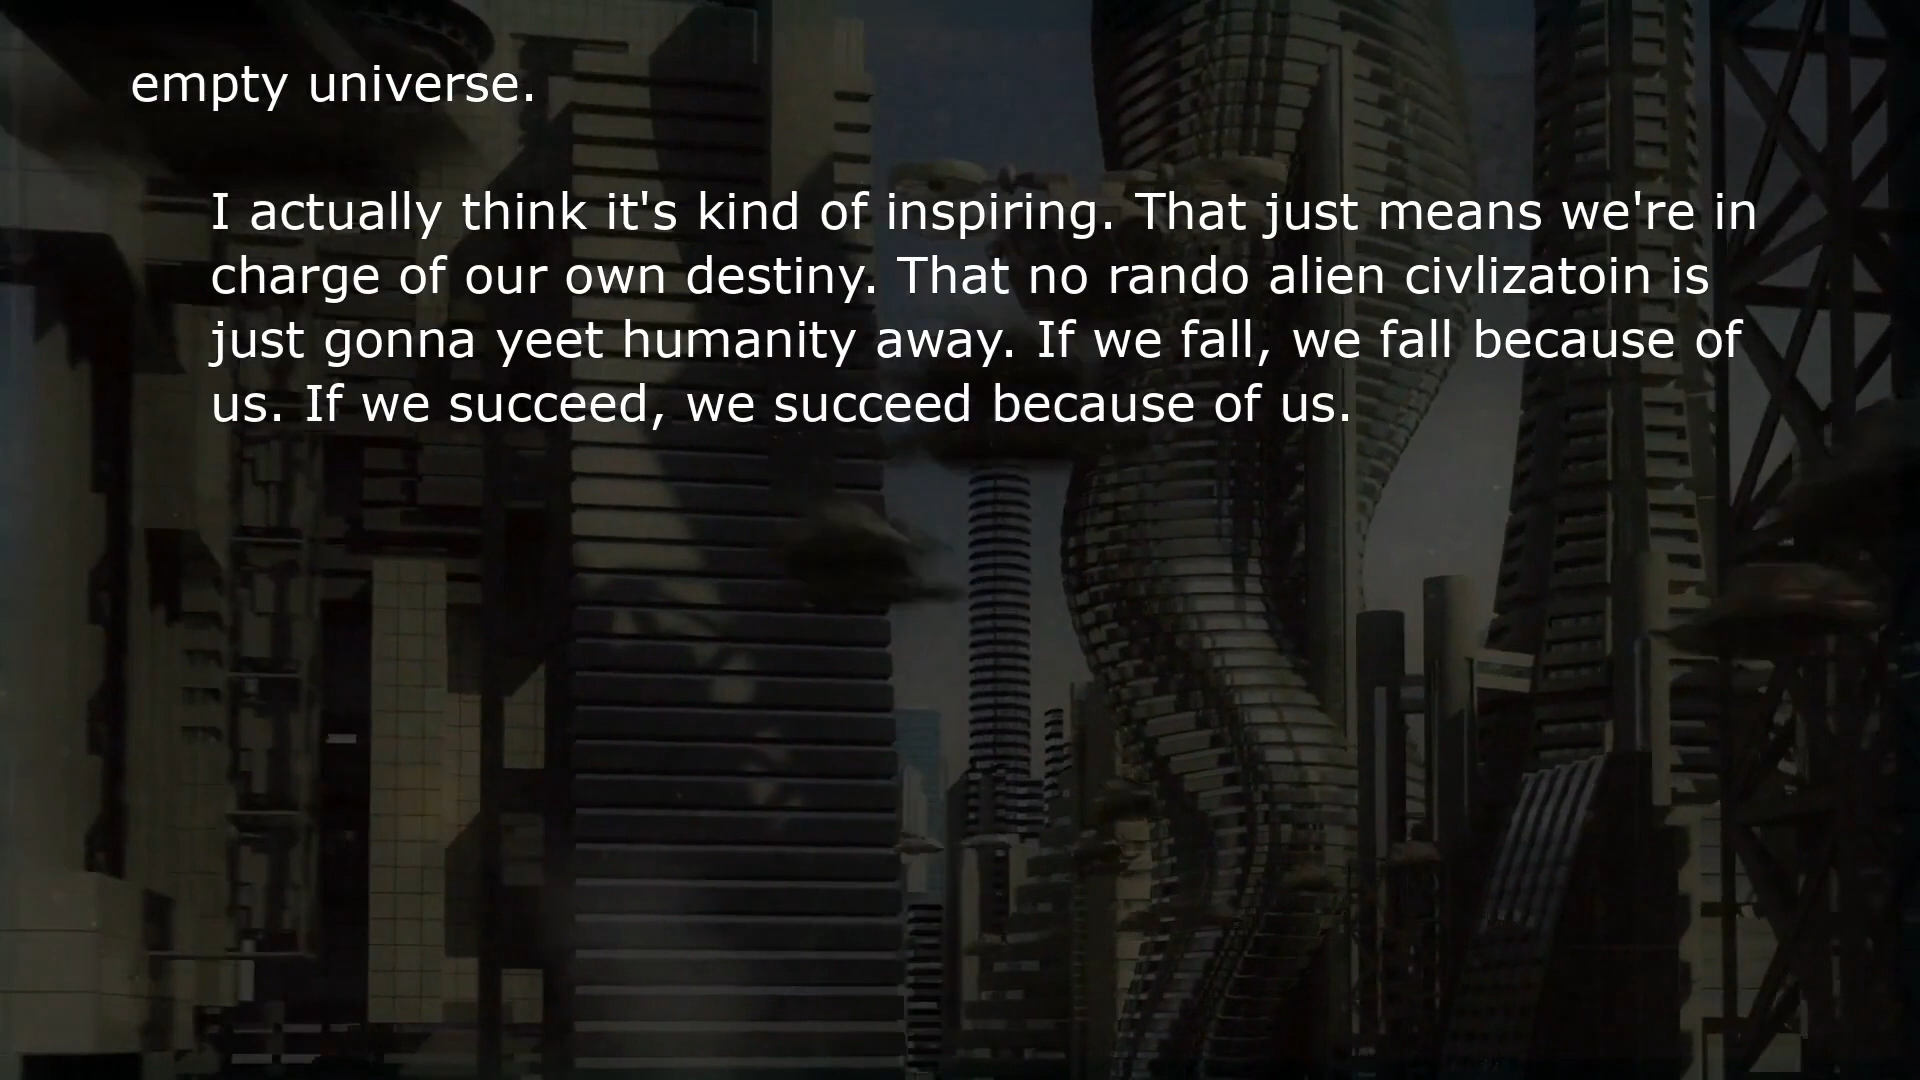 empty universe.
I actually think it's kind of inspiring. That just means we're in
charge of our own destiny. That no rando alien civlizatoin is
just gonna yeet humanity away. If we fall, we fall because of
us. If we succeed, we succeed because of us.